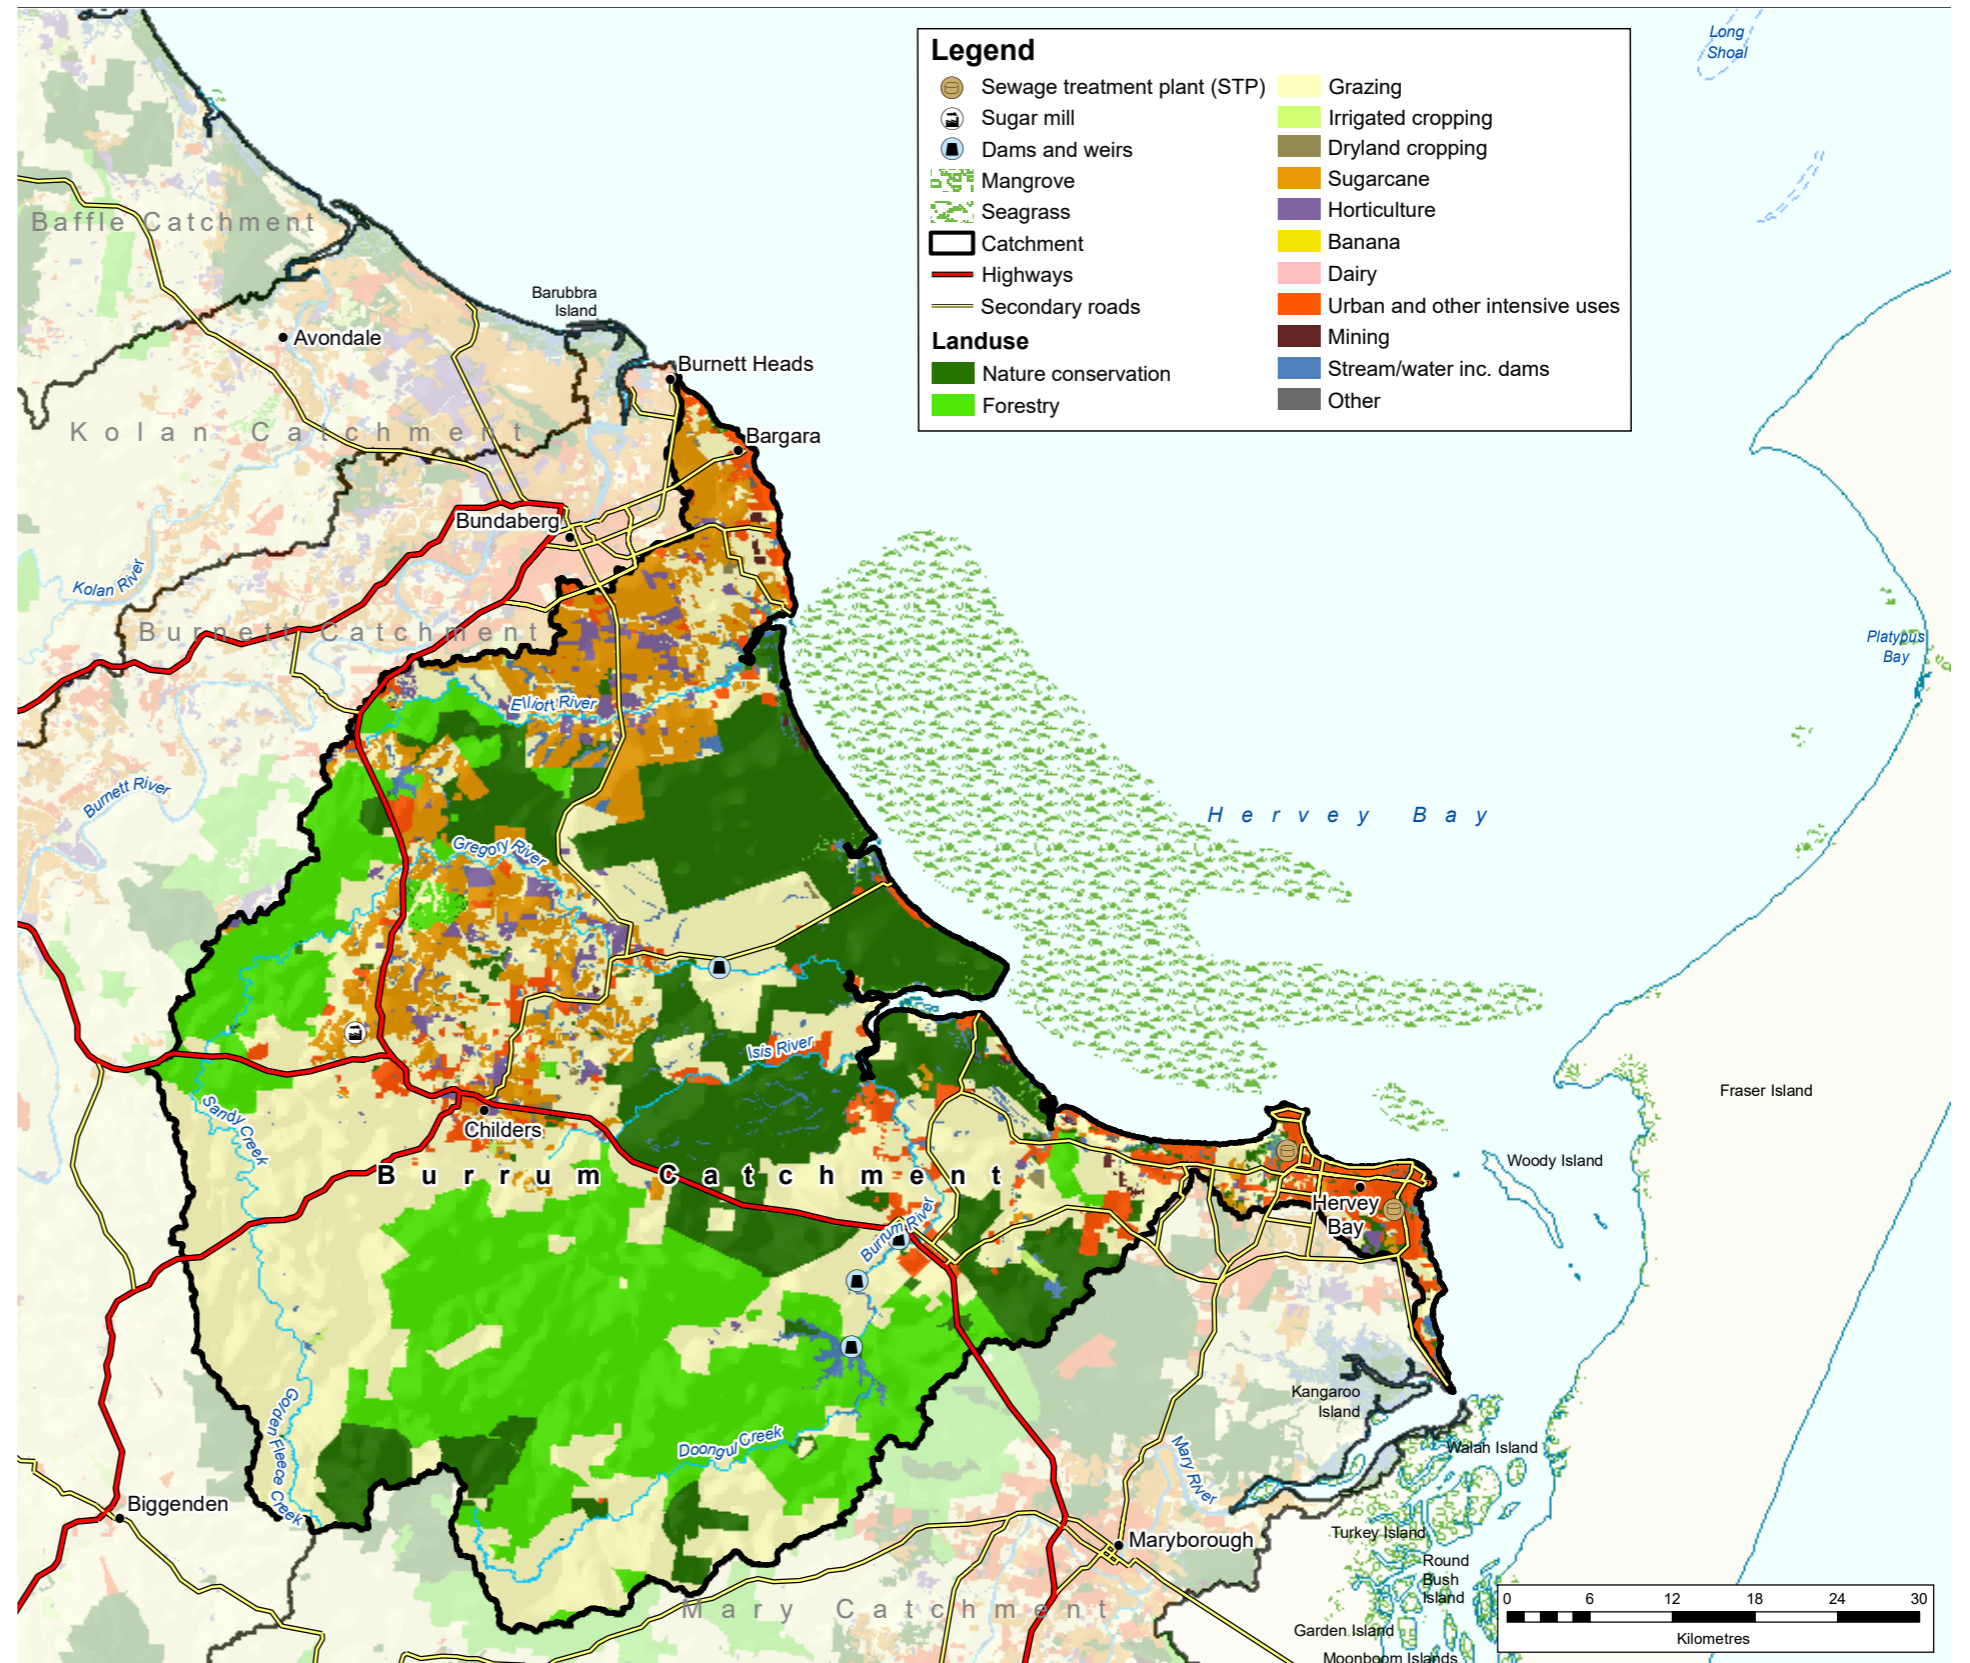 Legend
Sewage treatment plant (STP)
Sugar mill
Dams and weirs
Mangrove
Seagrass
Catchment
Highways
Secondary roads
Landuse
Nature conservation
Forestry
Grazing
Irrigated cropping
Dryland cropping
Sugarcane
Horticulture
Banana
Dairy
Urban and other intensive uses
Mining
Stream/water inc. dams
Other
Long
Shoal
Baffle Catchment
Barubbra
Island
Avondale
Burnett Heads
Kolan Catchment
Bargara
Bundaberg
Kolan River
Burnett Catchment
Platypus
Bay
Elliott River
Burnett River
Hervey Bay
Gregory River
Isis River
Fraser Island
Sandy Creek
Childers
Woody Island
Burrum Catchment
Hervey
Bay
Burrum River
Kangaroo
Island
Golden Fleece Creek
Doongul Creek
Walah Island
Mary River
Biggenden
Maryborough
Turkey Island
Round
Bush
Island
Mary Catchment
Garden Island
Moonboom Islands
0 6 12 18 24 30
Kilometres